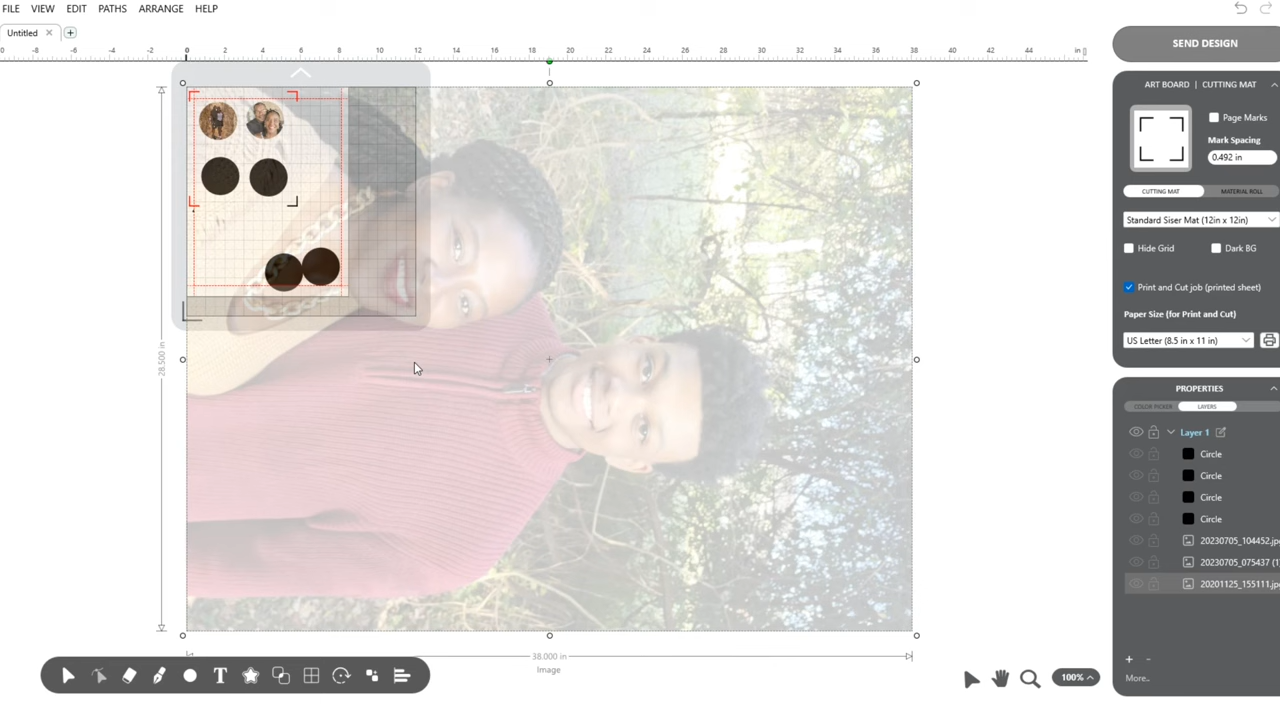 FILE VIEW EDIT PATHS ARRANGE HELP
Untitled
0 -8 -6 -4 -2 0 2 4 6 8 10 12 14 16 18 20 22 24 26 28 30 32 34 36 38 40 42 44 in
SEND DESIGN
ART BOARD | CUTTING MAT
Page Marks
Mark Spacing
0.492 in
CUTTING MAT MATERIAL ROLL
Standard Siser Mat (12in x 12in)
Hide Grid Dark BG
Print and Cut job (printed sheet)
Paper Size (for Print and Cut)
US Letter (8.5 in x 11 in)
28.500 in
PROPERTIES
COLOR PICKER LAYERS
Layer 1
Circle
Circle
Circle
Circle
20230705_104452.jp
20230705_075437 (1)
20201125_155111.jp
38.000 in
Image
T
100%
+ -
More..